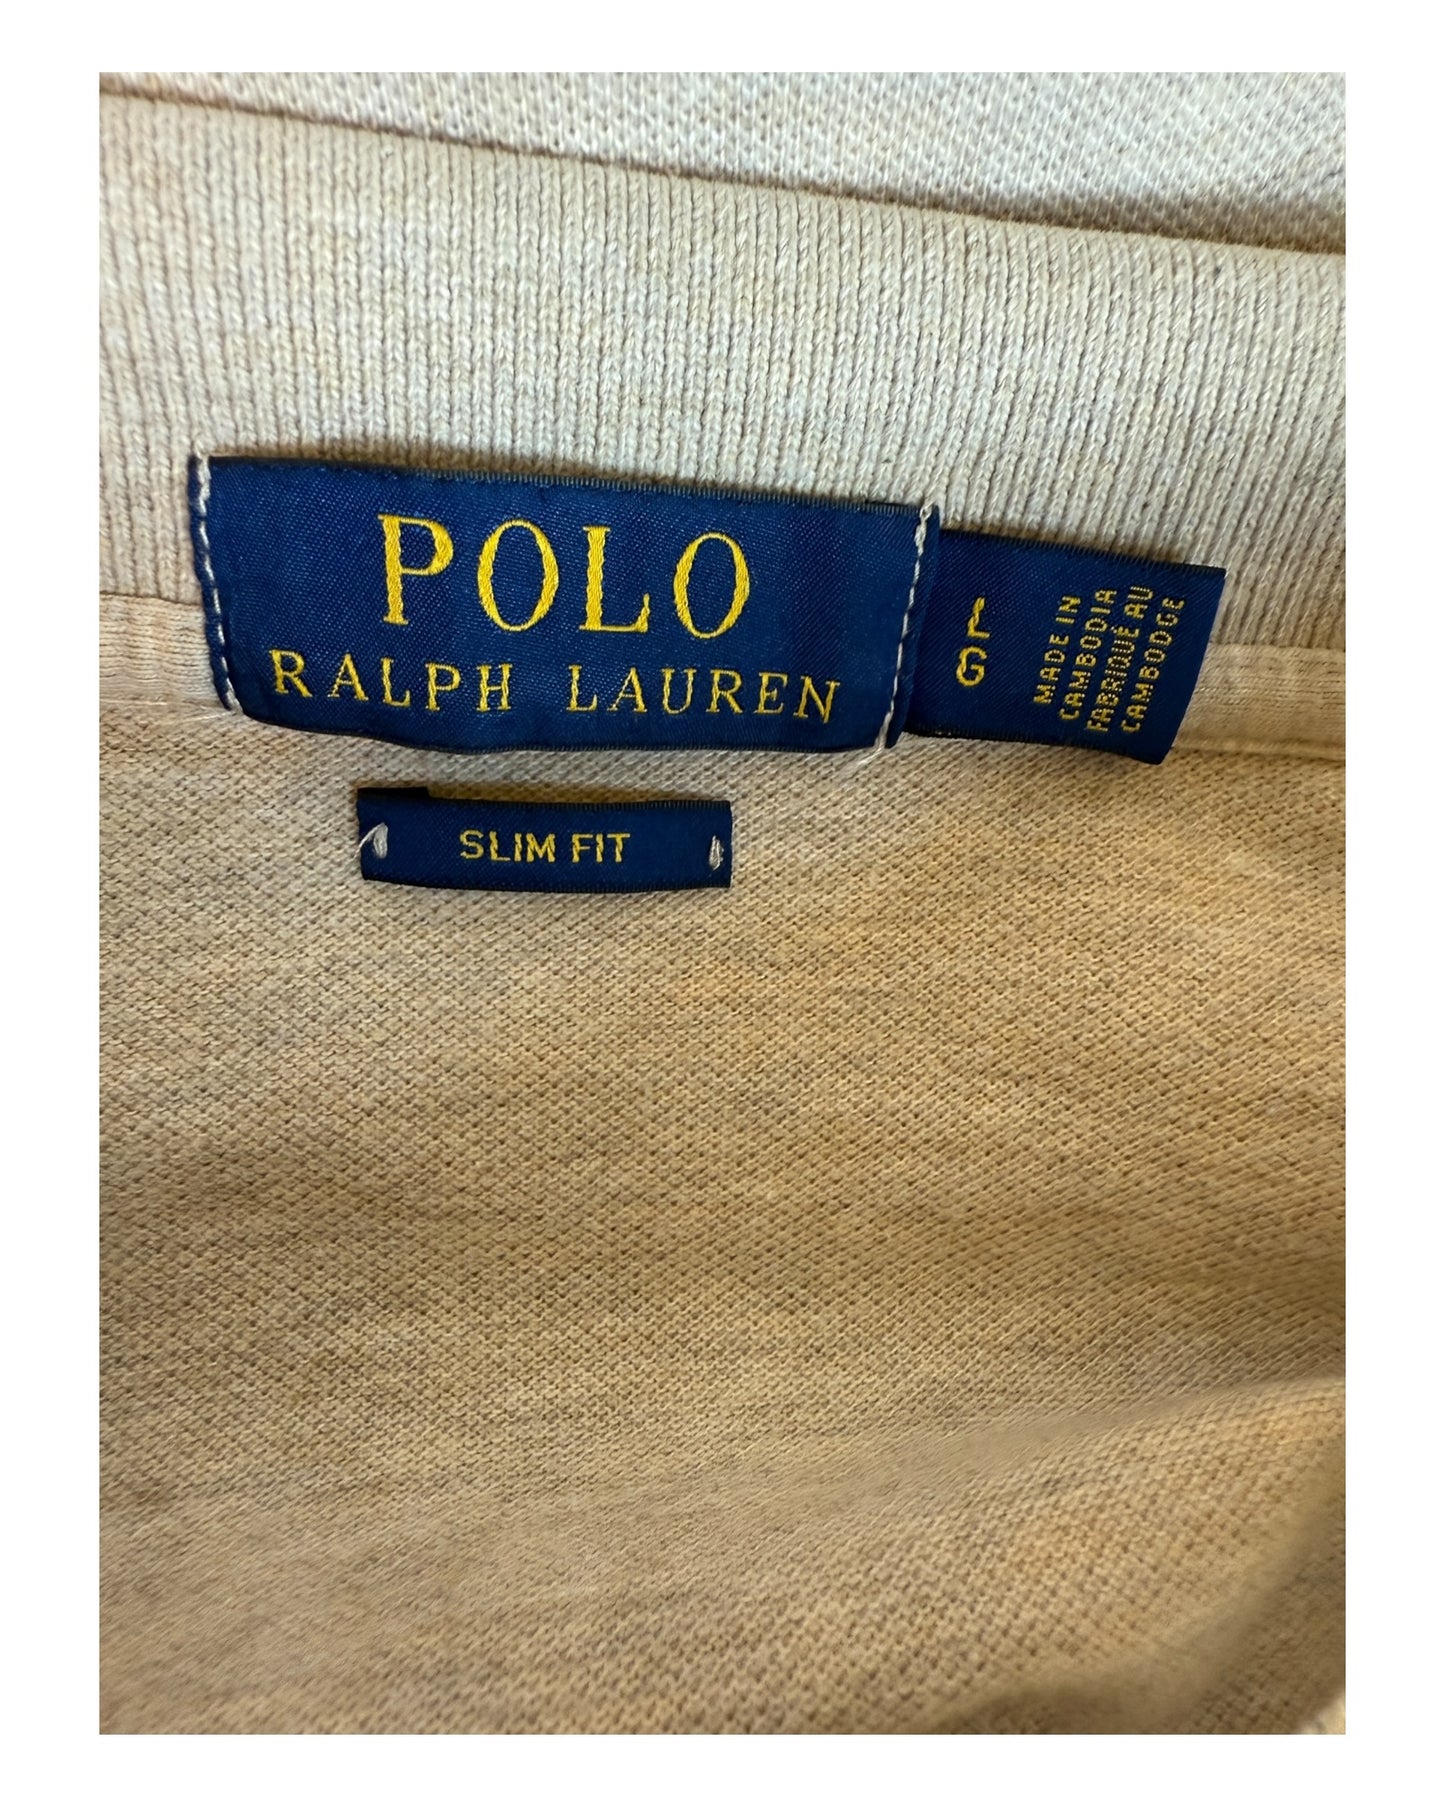 POLO
RALPH LAUREN
L
G
MADE IN
CAMBODIA
FABRIQUÉ AU
CAMBODGE
SLIM FIT